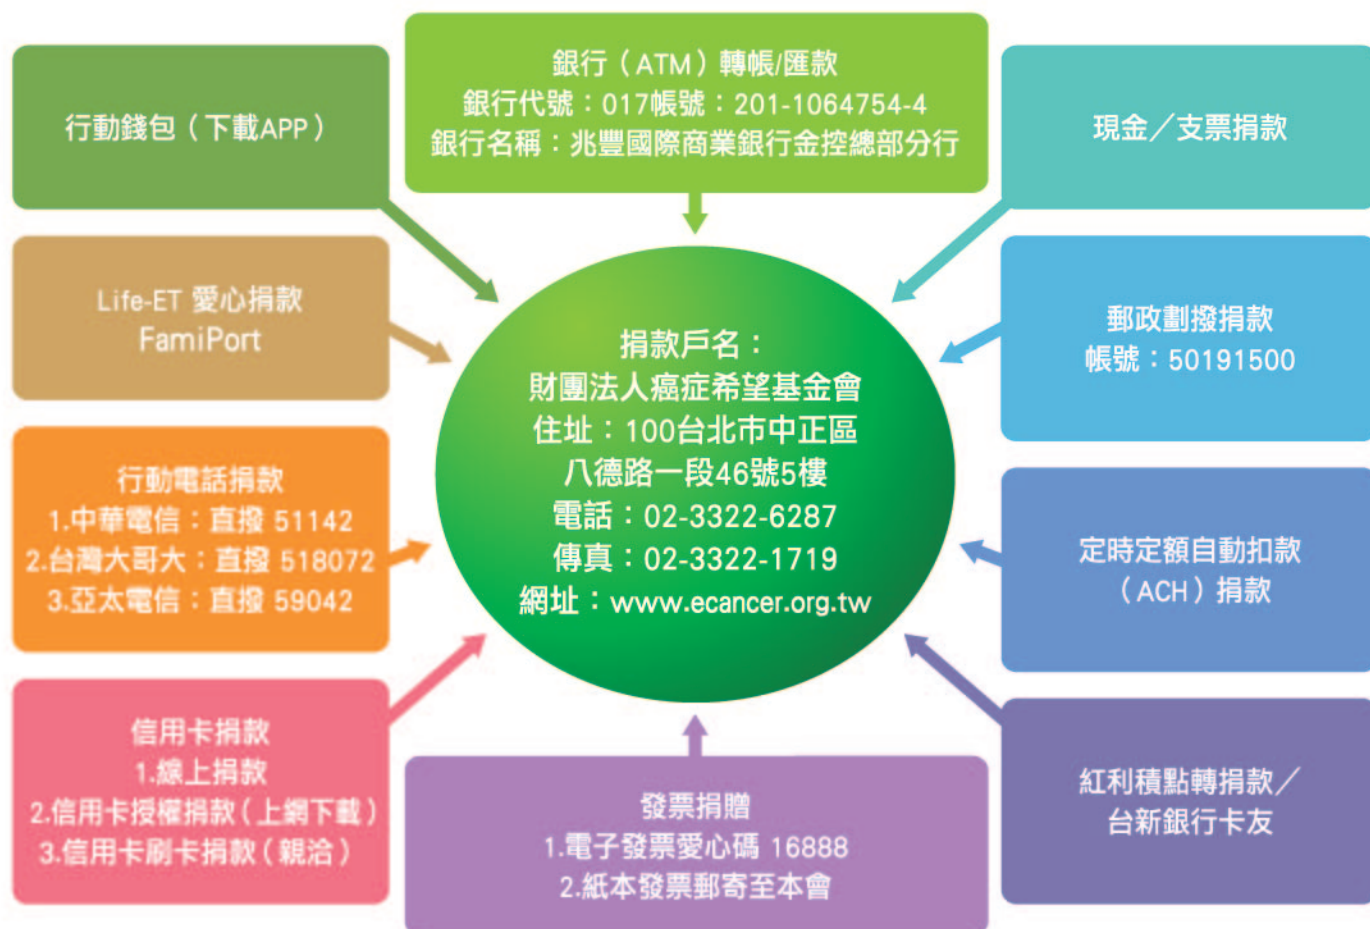 行動錢包（下載APP）
銀行（ATM）轉帳/匯款
銀行代號：017帳號：201-1064754-4
銀行名稱：兆豐國際商業銀行金控總部分行
現金／支票捐款
Life-ET 愛心捐款
FamiPort
郵政劃撥捐款
帳號：50191500
捐款戶名：
財團法人癌症希望基金會
住址：100台北市中正區
八德路一段46號5樓
電話：02-3322-6287
傳真：02-3322-1719
網址：www.ecancer.org.tw
行動電話捐款
1.中華電信：直撥 51142
2.台灣大哥大：直撥 518072
3.亞太電信：直撥 59042
定時定額自動扣款
（ACH）捐款
信用卡捐款
1.線上捐款
2.信用卡授權捐款（上網下載）
3.信用卡刷卡捐款（親洽）
發票捐贈
1.電子發票愛心碼 16888
2.紙本發票郵寄至本會
紅利積點轉捐款／
台新銀行卡友